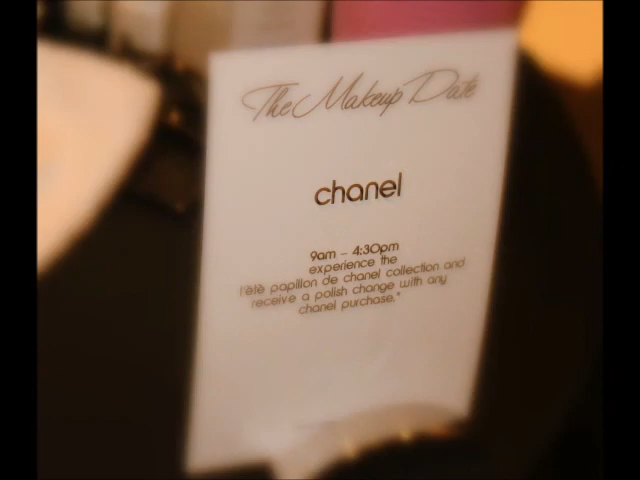 The Makeup Date
chanel
9am – 4:30pm
experience the
l'été papillon de chanel collection and
receive a polish change with any
chanel purchase.*